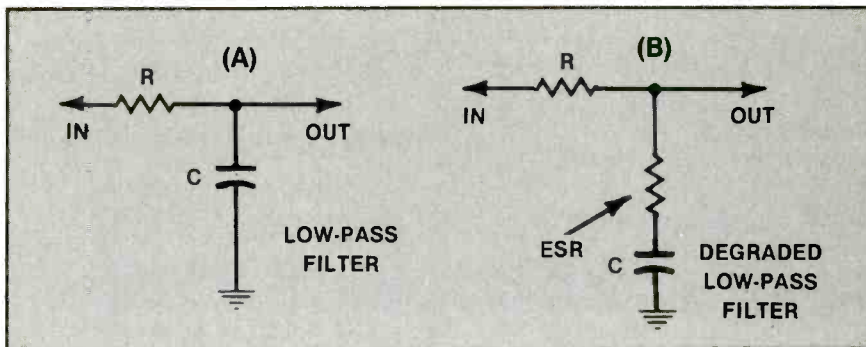 (A)
R
IN
OUT
C
LOW-PASS
FILTER
(B)
R
IN
OUT
ESR
C
DEGRADED
LOW-PASS
FILTER